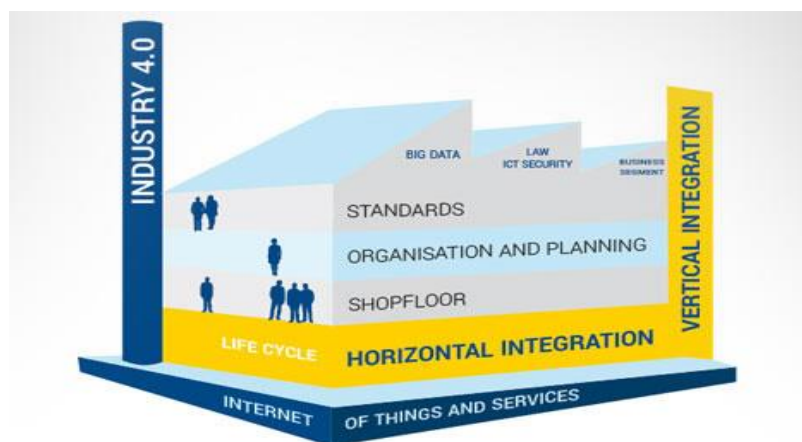 INDUSTRY 4.0
BIG DATA
LAW
ICT SECURITY
BUSINESS
SEGMENT
STANDARDS
ORGANISATION AND PLANNING
SHOPFLOOR
LIFE CYCLE
HORIZONTAL INTEGRATION
VERTICAL INTEGRATION
INTERNET OF THINGS AND SERVICES